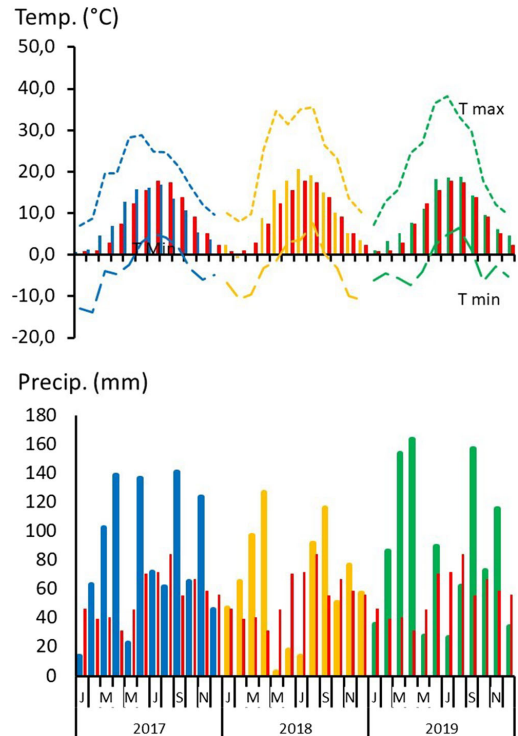 Temp. (°C)
50,0
40,0
30,0
20,0
10,0
0,0
-10,0
-20,0
T max
T Min
T min
Precip. (mm)
180
160
140
120
100
80
60
40
20
0
J M M J S N J M M J S N J M M J S N
2017 2018 2019